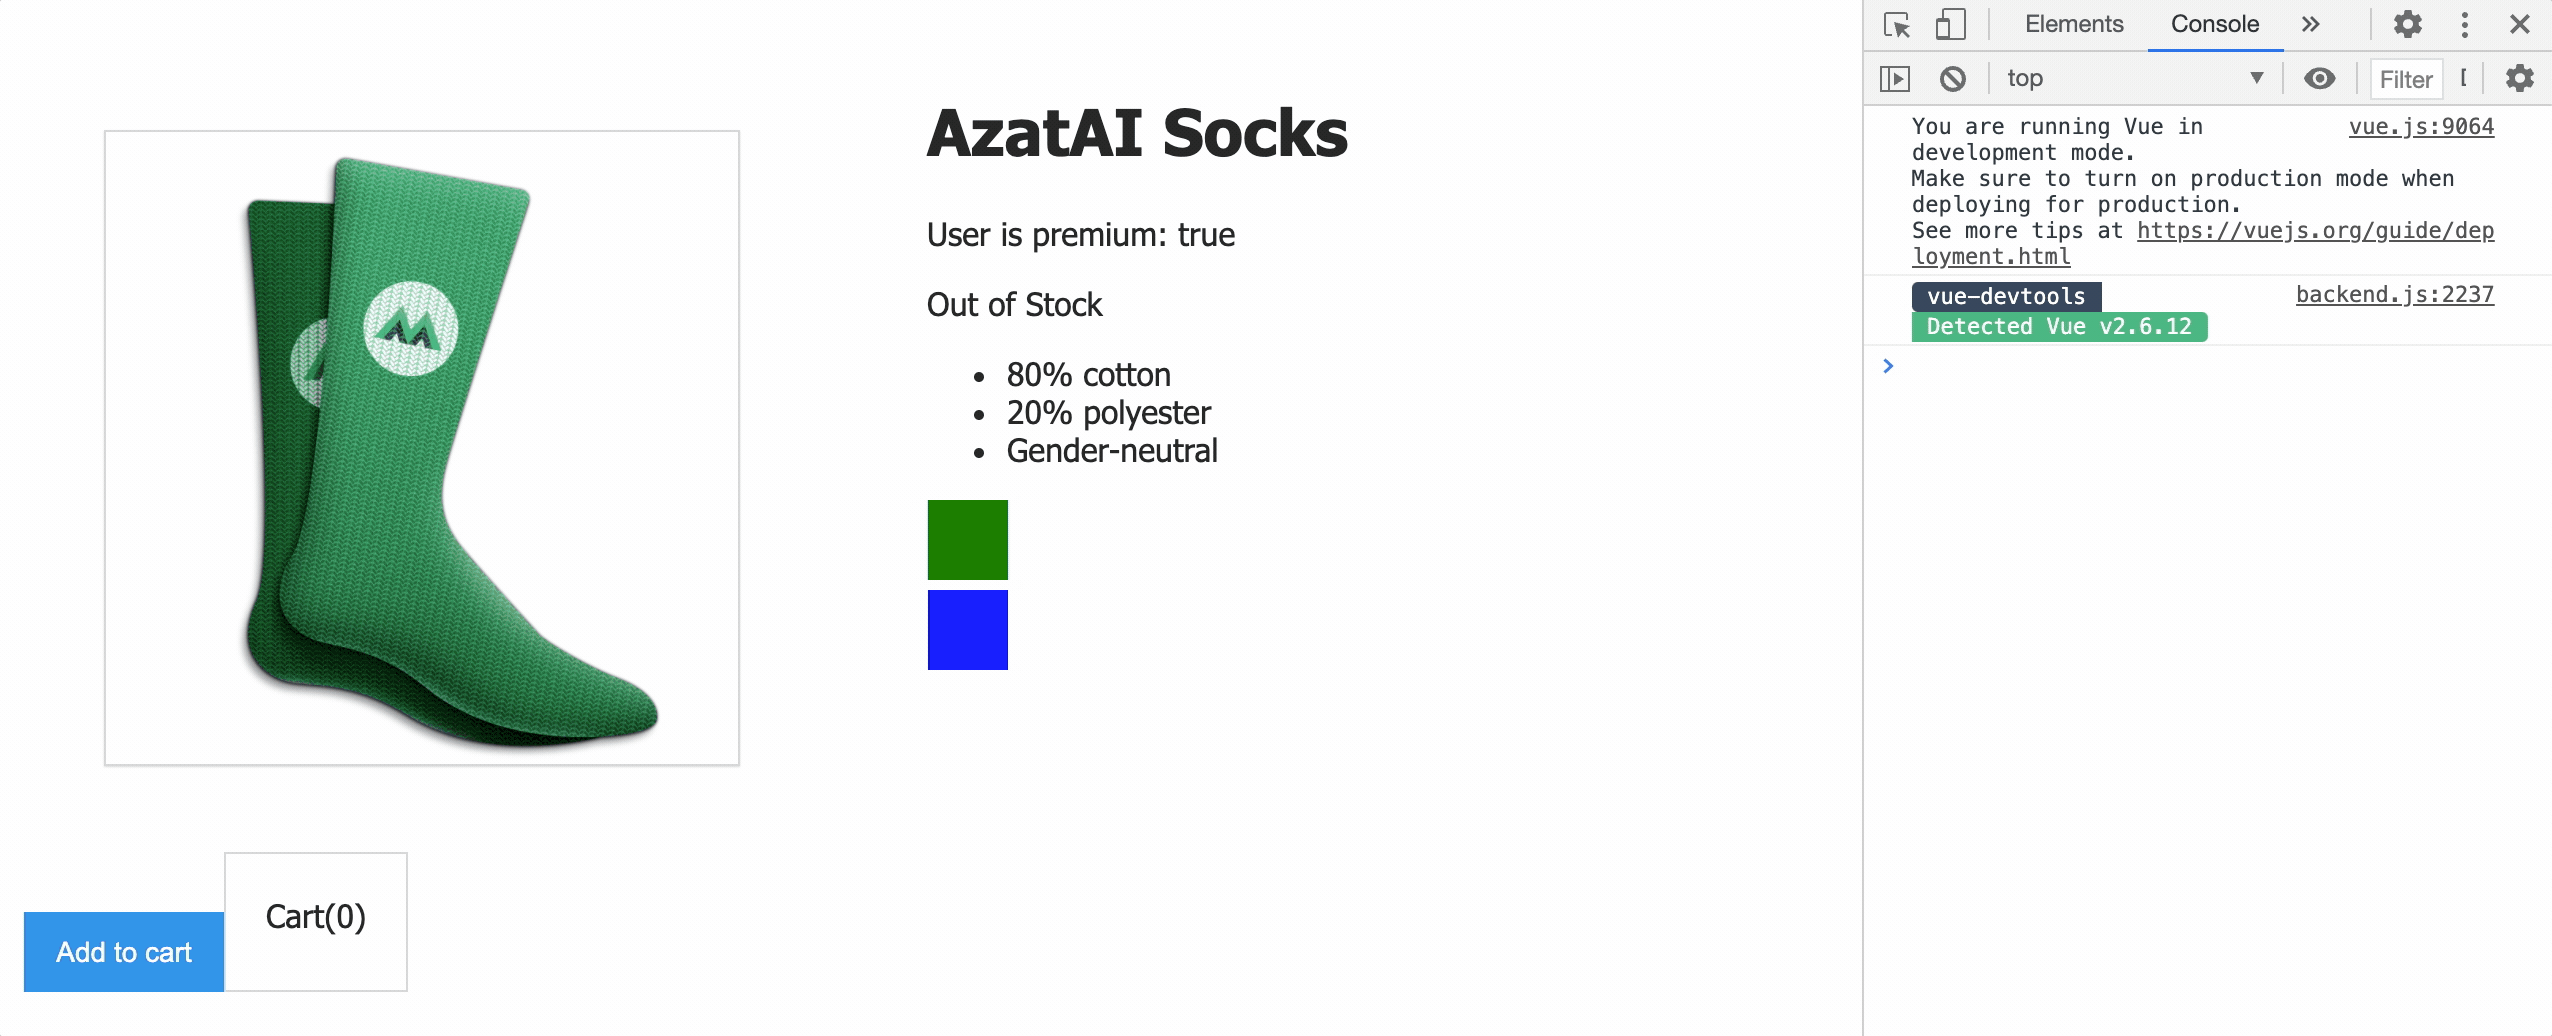 AzatAI Socks
User is premium: true
Out of Stock
80% cotton
20% polyester
Gender-neutral
Add to cart
Cart(0)
Elements
Console
top
Filter
You are running Vue in
vue.js:9064
development mode.
Make sure to turn on production mode when
deploying for production.
See more tips at https://vuejs.org/guide/dep
loyment.html
vue-devtools
backend.js:2237
Detected Vue v2.6.12